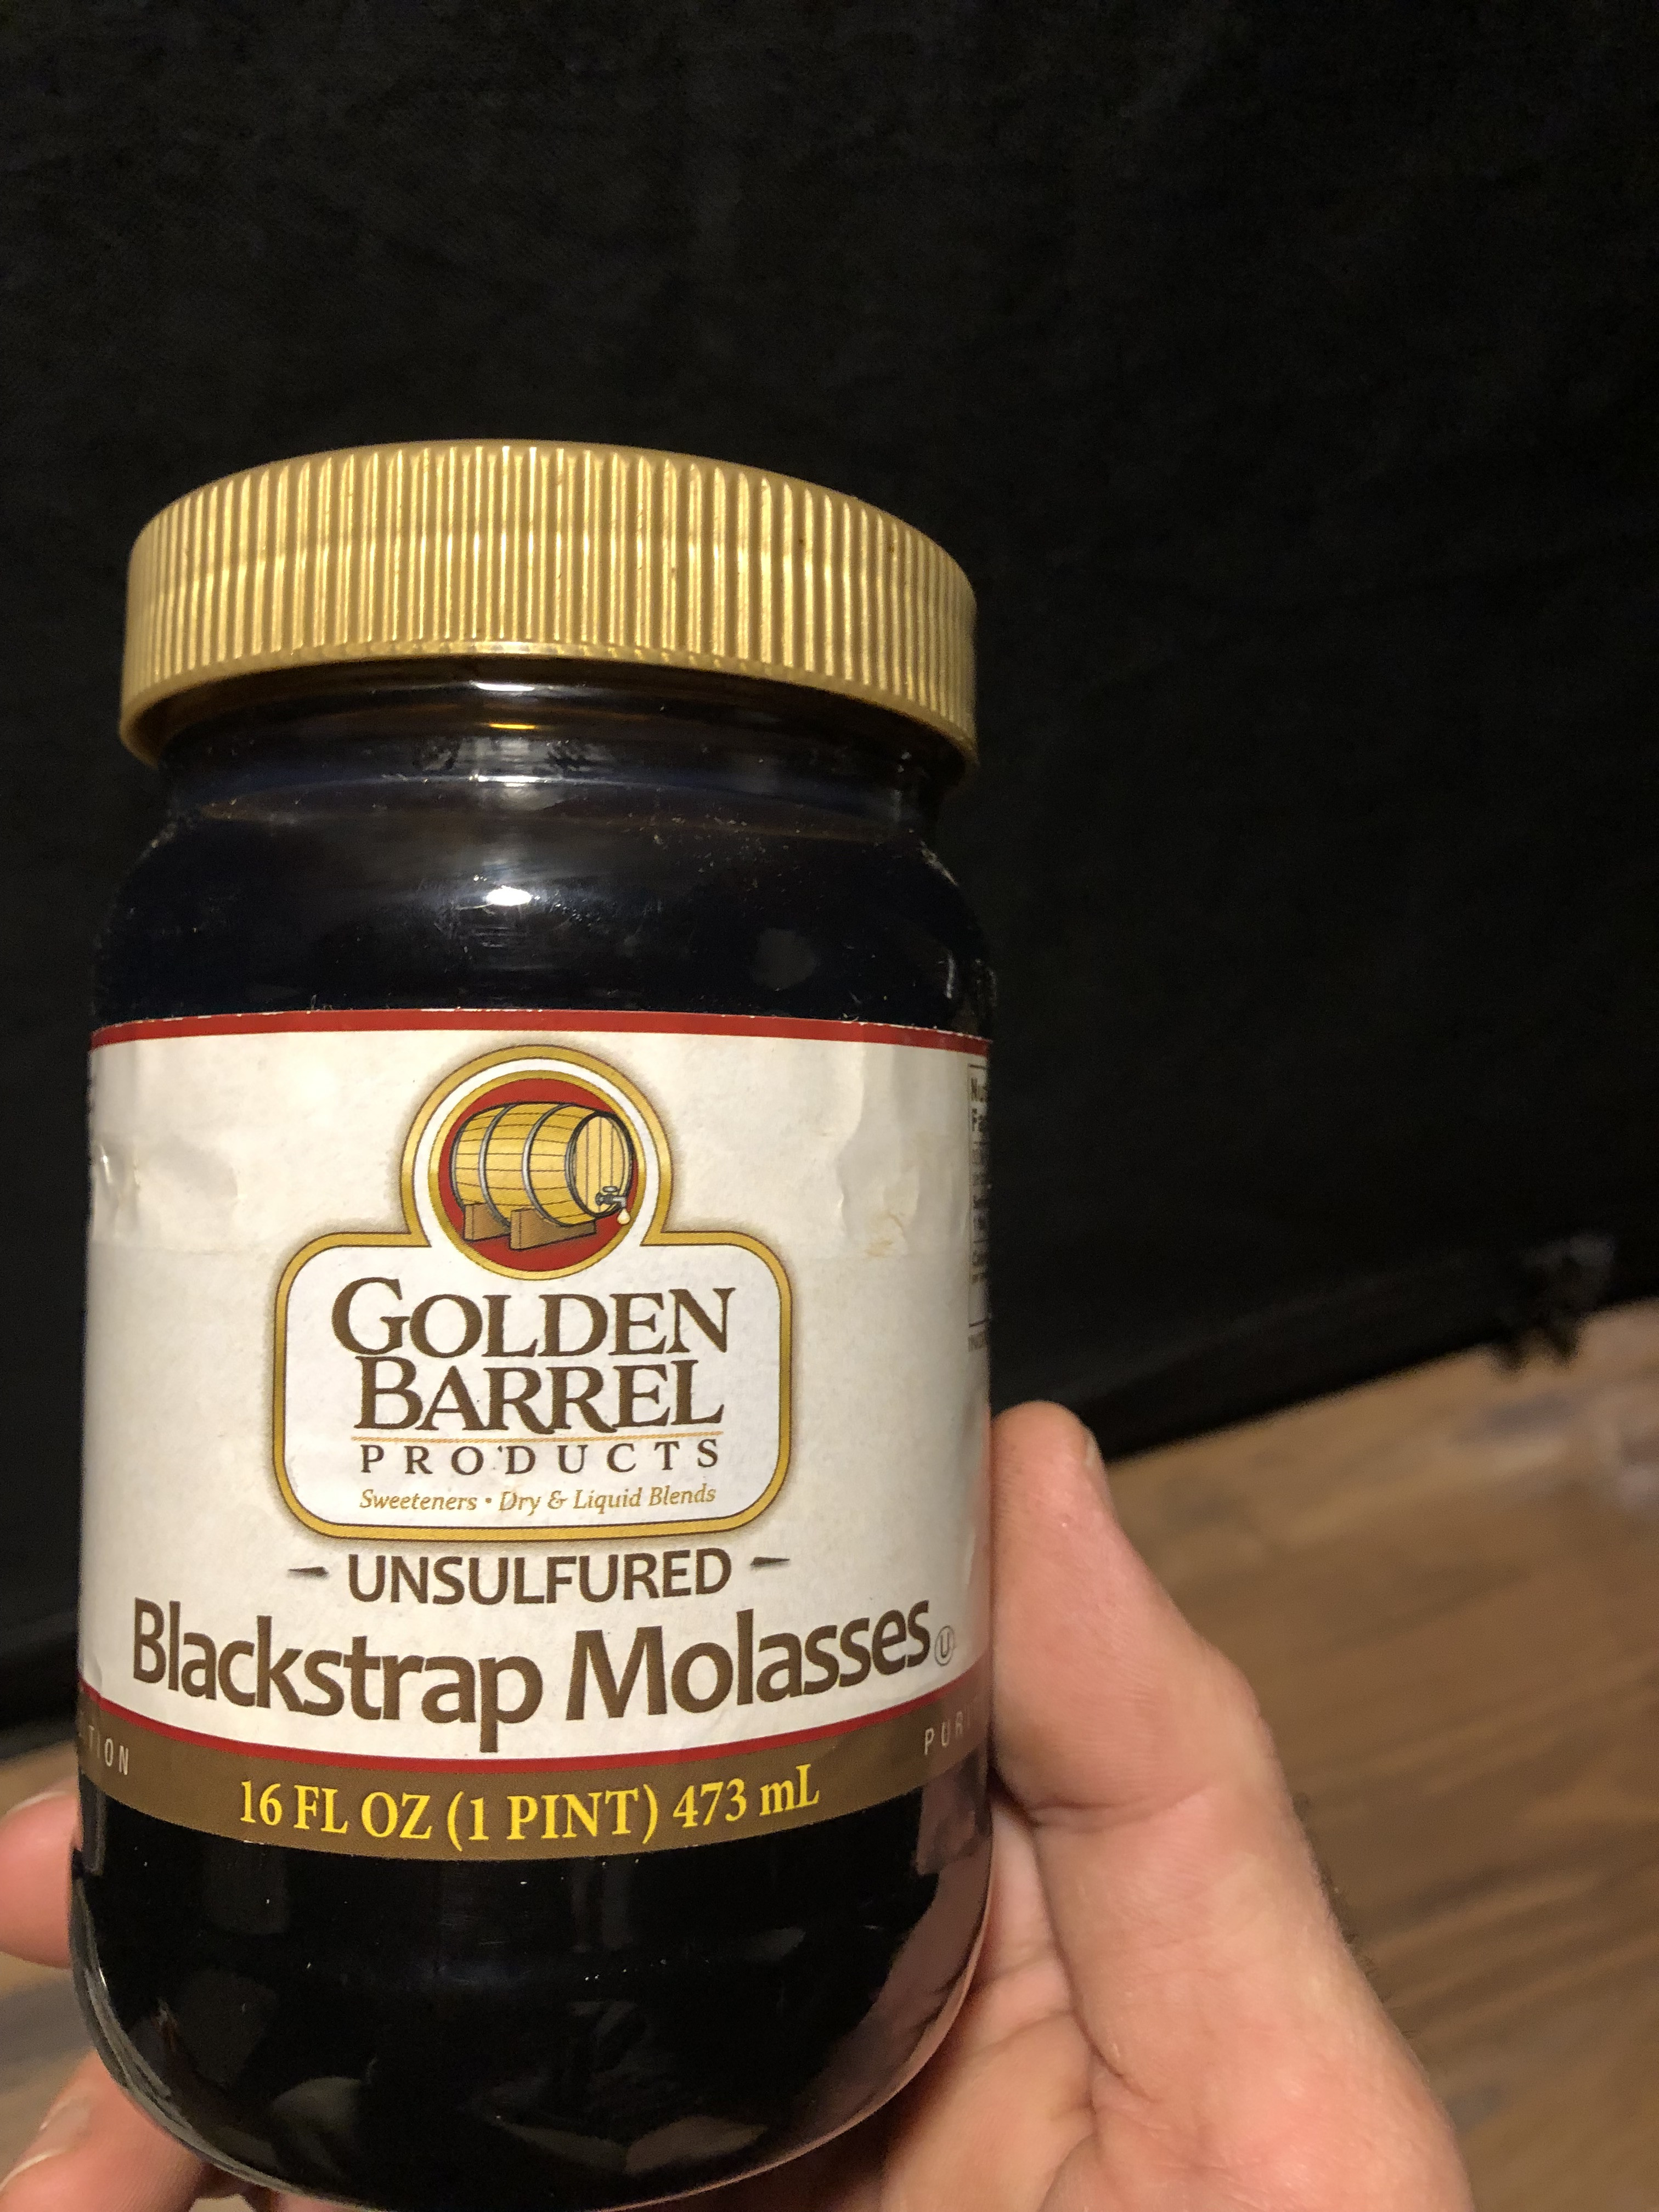 GOLDEN
BARREL
PRODUCTS
Sweeteners • Dry & Liquid Blends
UNSULFURED
Blackstrap Molasses Ⓤ
16 FL OZ (1 PINT) 473 mL